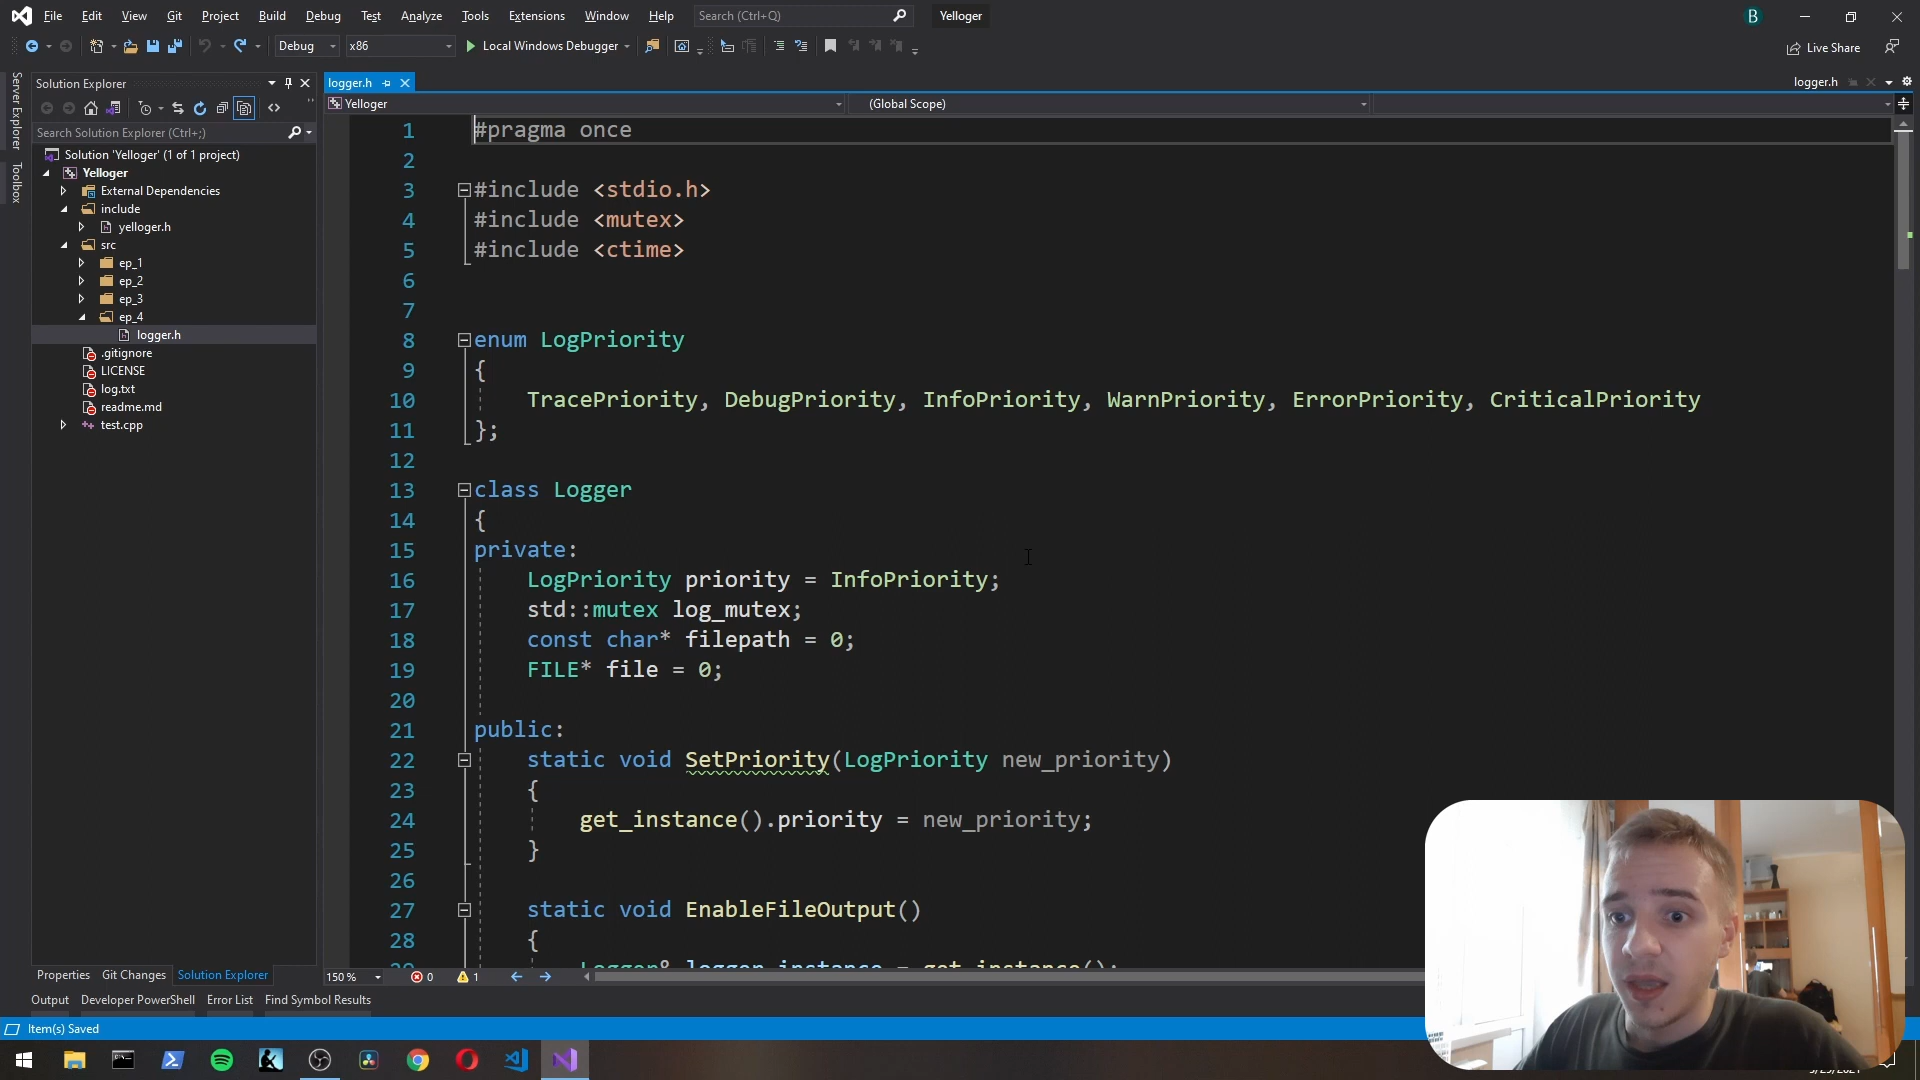 File Edit View Git Project Build Debug Test Analyze Tools Extensions Window Help Search (Ctrl+Q) Yelloger B
Debug x86 Local Windows Debugger Live Share
Server Explorer
Toolbox
Solution Explorer
Search Solution Explorer (Ctrl+;)
Solution 'Yelloger' (1 of 1 project)
Yelloger
External Dependencies
include
yelloger.h
src
ep_1
ep_2
ep_3
ep_4
logger.h
.gitignore
LICENSE
log.txt
readme.md
test.cpp
Properties Git Changes Solution Explorer
logger.h logger.h
Yelloger (Global Scope)
1 #pragma once
2
3 #include <stdio.h>
4 #include <mutex>
5 #include <ctime>
6
7
8 enum LogPriority
9 {
10 TracePriority, DebugPriority, InfoPriority, WarnPriority, ErrorPriority, CriticalPriority
11 };
12
13 class Logger
14 {
15 private:
16 LogPriority priority = InfoPriority;
17 std::mutex log_mutex;
18 const char* filepath = 0;
19 FILE* file = 0;
20
21 public:
22 static void SetPriority(LogPriority new_priority)
23 {
24 get_instance().priority = new_priority;
25 }
26
27 static void EnableFileOutput()
28 {
29 Logger& logger_instance = get_instance();
150 % 0 1
Output Developer PowerShell Error List Find Symbol Results
Item(s) Saved